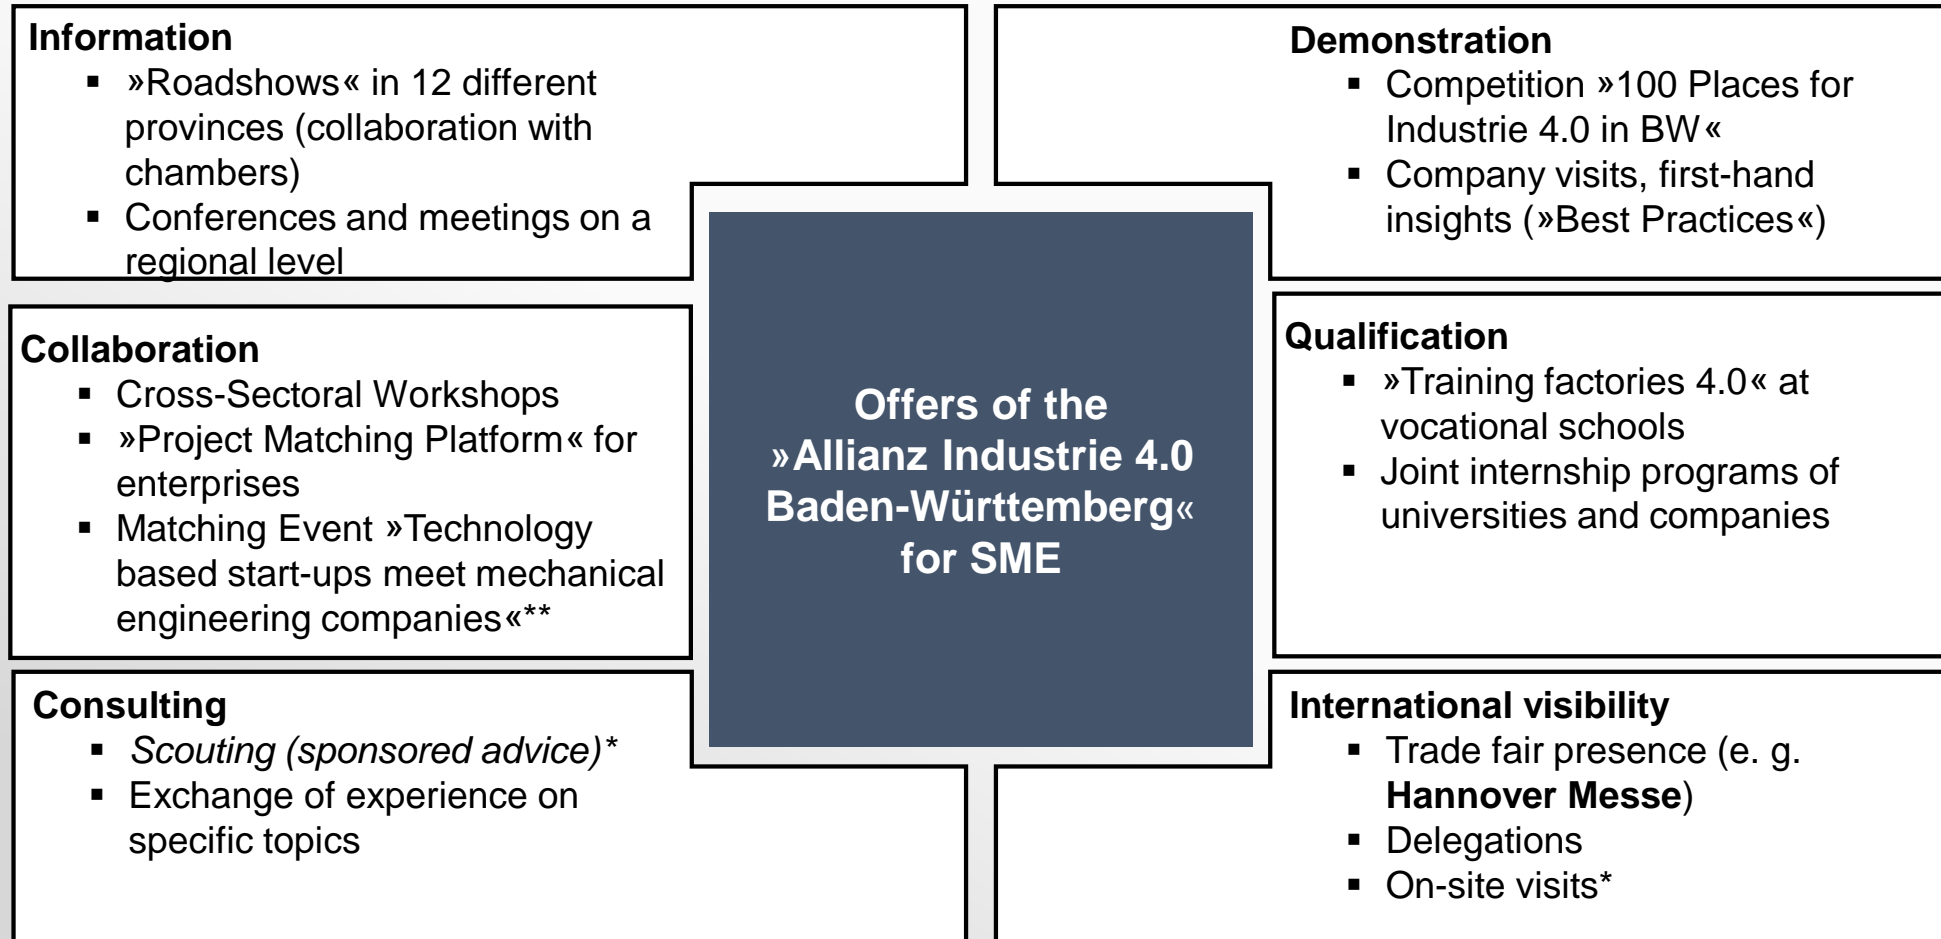 Information
▪ »Roadshows« in 12 different
provinces (collaboration with
chambers)
▪ Conferences and meetings on a
regional level
Demonstration
▪ Competition »100 Places for
Industrie 4.0 in BW«
▪ Company visits, first-hand
insights (»Best Practices«)
Collaboration
▪ Cross-Sectoral Workshops
▪ »Project Matching Platform« for
enterprises
▪ Matching Event »Technology
based start-ups meet mechanical
engineering companies«**
Offers of the
»Allianz Industrie 4.0
Baden-Württemberg«
for SME
Qualification
▪ »Training factories 4.0« at
vocational schools
▪ Joint internship programs of
universities and companies
Consulting
▪ Scouting (sponsored advice)*
▪ Exchange of experience on
specific topics
International visibility
▪ Trade fair presence (e. g.
Hannover Messe)
▪ Delegations
▪ On-site visits*